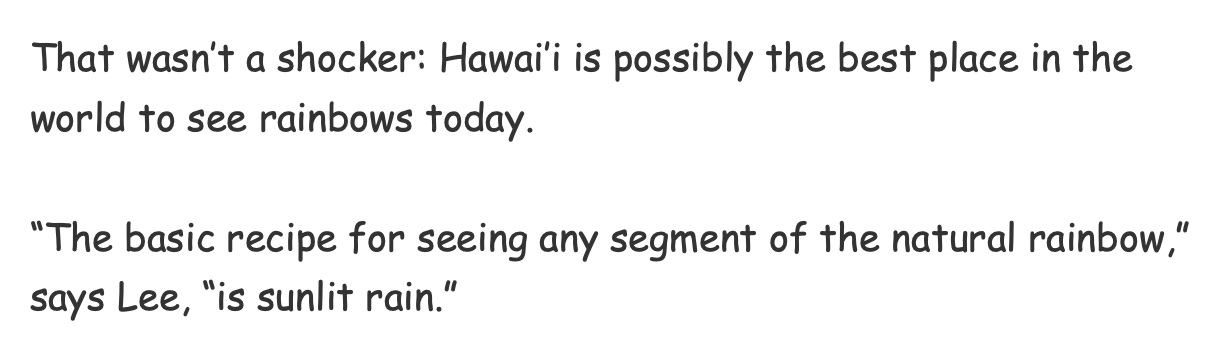 That wasn’t a shocker: Hawai’i is possibly the best place in the
world to see rainbows today.
“The basic recipe for seeing any segment of the natural rainbow,”
says Lee, “is sunlit rain.”